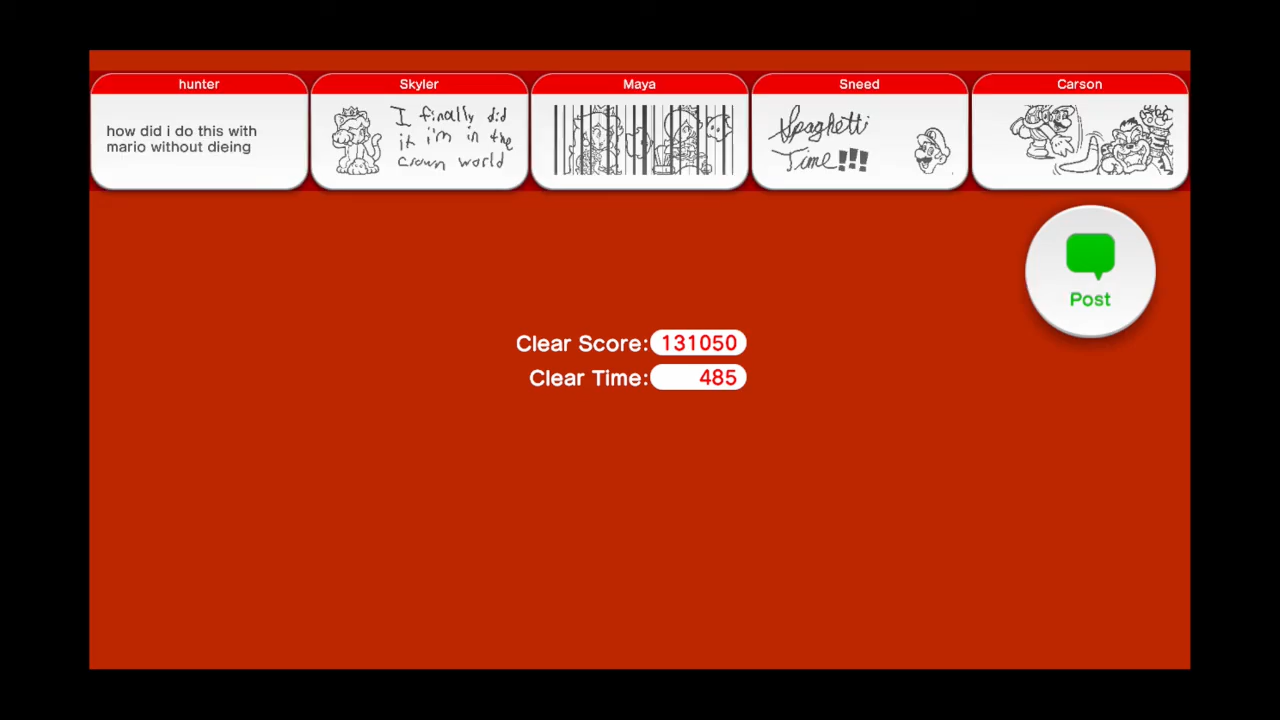 hunter
how did i do this with
mario without dieing
Skyler
I finally did
it i'm in the
crown world
Maya
Sneed
Spaghetti
Time!!!
Carson
Post
Clear Score: 131050
Clear Time: 485